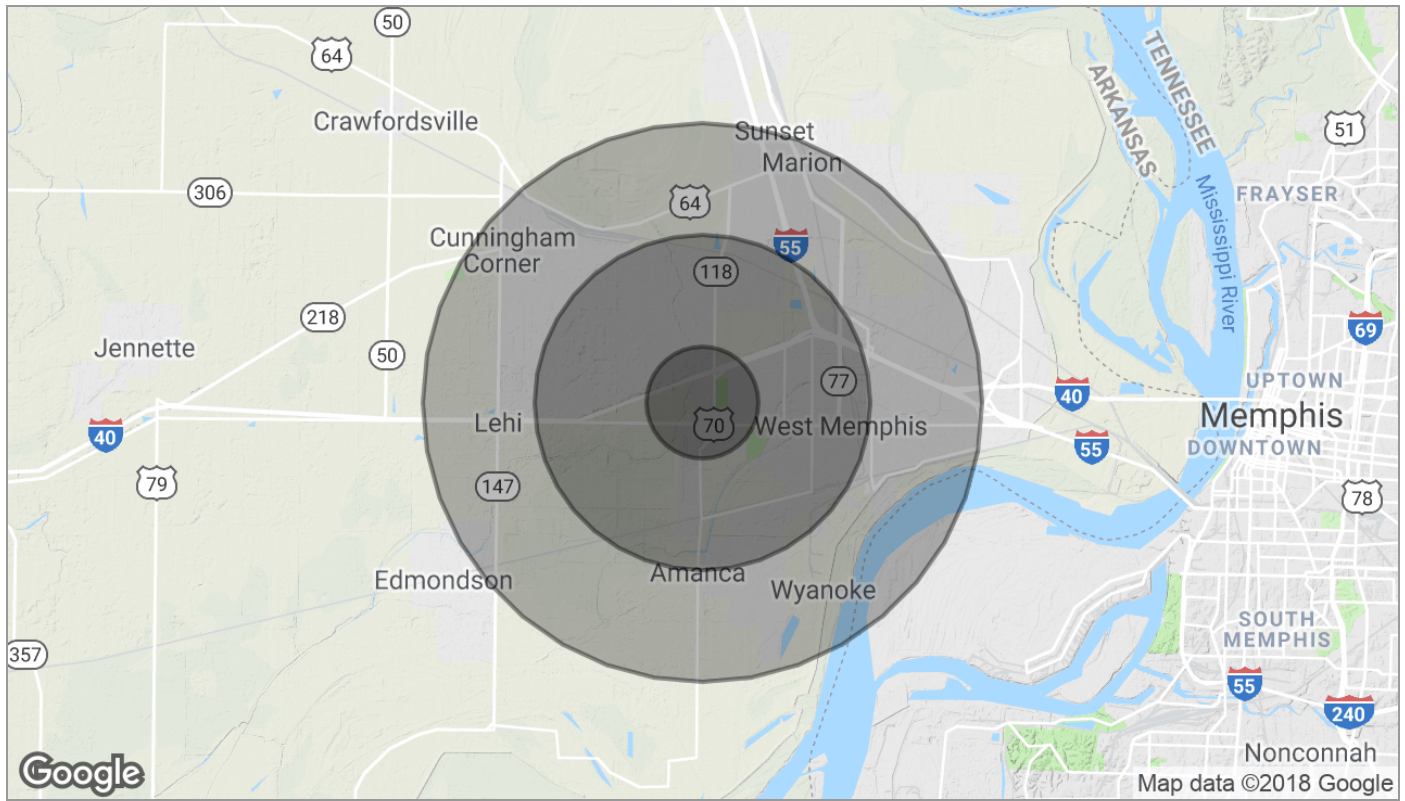 50
64
TENNESSEE
ARKANSAS
Crawfordsville
Sunset
51
Marion
306
64
Mississippi River
FRAYSER
Cunningham
Corner
55
118
218
69
Jennette
50
77
UPTOWN
40
Memphis
Lehi
70
West Memphis
40
55
DOWNTOWN
79
147
78
Edmondson
Amanca
Wyanoke
SOUTH
MEMPHIS
357
55
240
Nonconnah
Google
Map data ©2018 Google